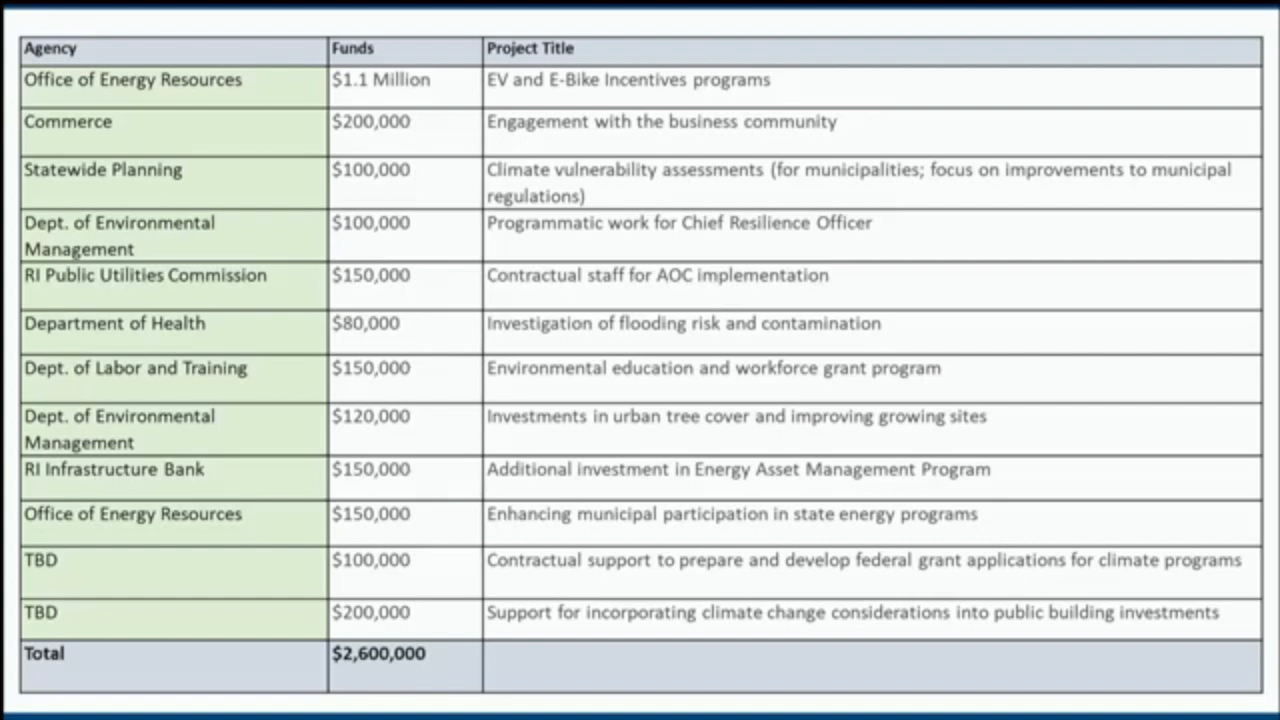 Agency Funds Project Title
Office of Energy Resources $1.1 Million EV and E-Bike Incentives programs
Commerce $200,000 Engagement with the business community
Statewide Planning $100,000 Climate vulnerability assessments (for municipalities; focus on improvements to municipal
regulations)
Dept. of Environmental $100,000 Programmatic work for Chief Resilience Officer
Management
RI Public Utilities Commission $150,000 Contractual staff for AOC implementation
Department of Health $80,000 Investigation of flooding risk and contamination
Dept. of Labor and Training $150,000 Environmental education and workforce grant program
Dept. of Environmental $120,000 Investments in urban tree cover and improving growing sites
Management
RI Infrastructure Bank $150,000 Additional investment in Energy Asset Management Program
Office of Energy Resources $150,000 Enhancing municipal participation in state energy programs
TBD $100,000 Contractual support to prepare and develop federal grant applications for climate programs
TBD $200,000 Support for incorporating climate change considerations into public building investments
Total $2,600,000